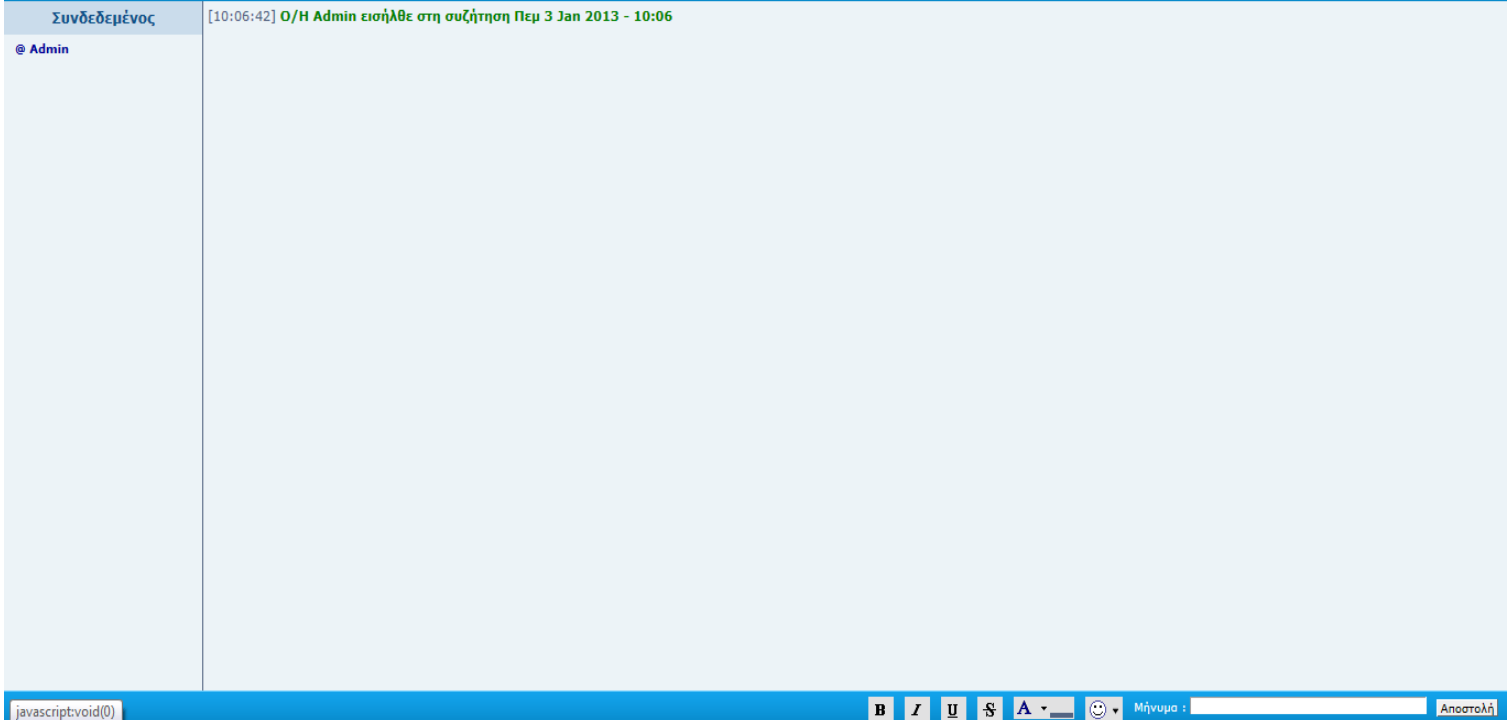 Συνδεδεμένος
@ Admin
[10:06:42] Ο/Η Admin εισήλθε στη συζήτηση Πεμ 3 Jan 2013 - 10:06
javascript:void(0)
B I U S A Μήνυμα : Αποστολή